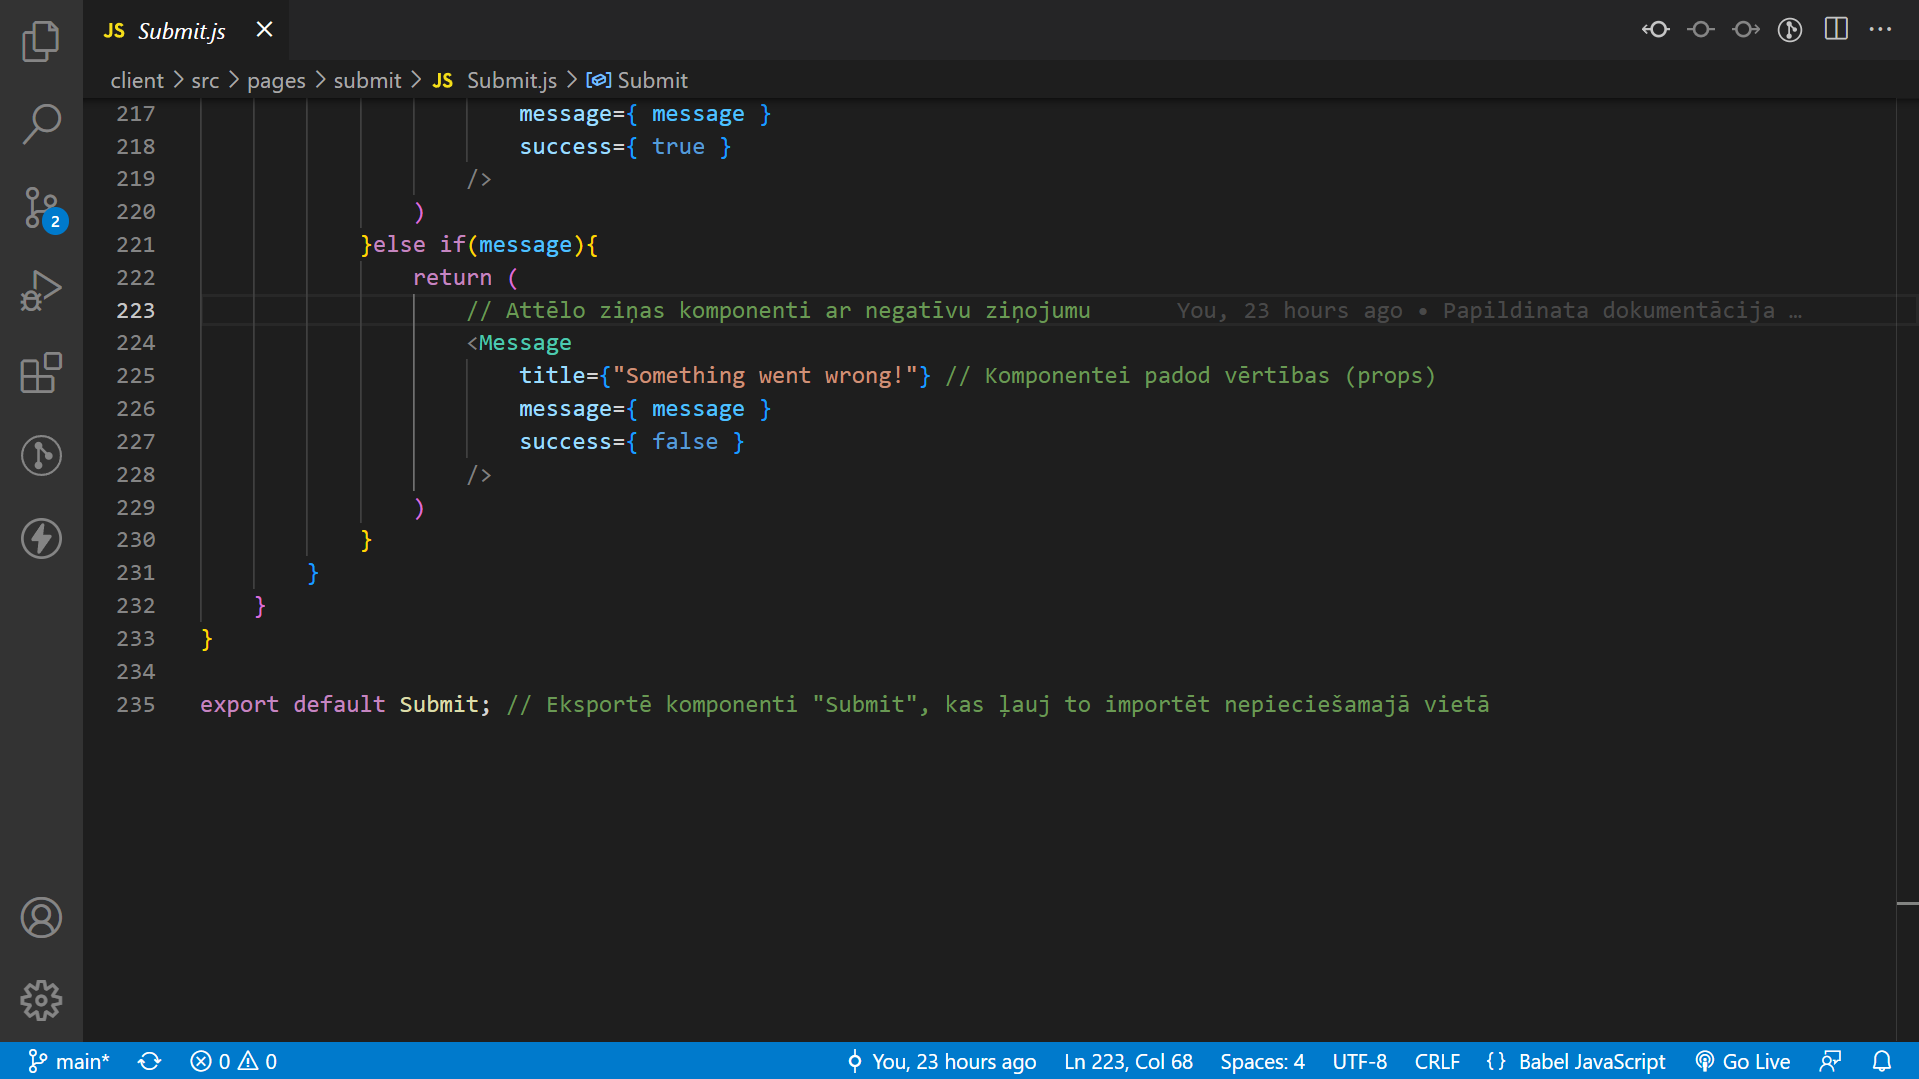 JS Submit.js
client > src > pages > submit > JS Submit.js > Submit
217 message={ message }
218 success={ true }
219 />
220 )
221 }else if(message){
222 return (
223 // Attēlo ziņas komponenti ar negatīvu ziņojumu You, 23 hours ago • Papildinata dokumentācija …
224 <Message
225 title={"Something went wrong!"} // Komponentei padod vērtības (props)
226 message={ message }
227 success={ false }
228 />
229 )
230 }
231 }
232 }
233 }
234
235 export default Submit; // Eksportē komponenti "Submit", kas ļauj to importēt nepieciešamajā vietā
2
main* 0 0 You, 23 hours ago Ln 223, Col 68 Spaces: 4 UTF-8 CRLF {} Babel JavaScript Go Live